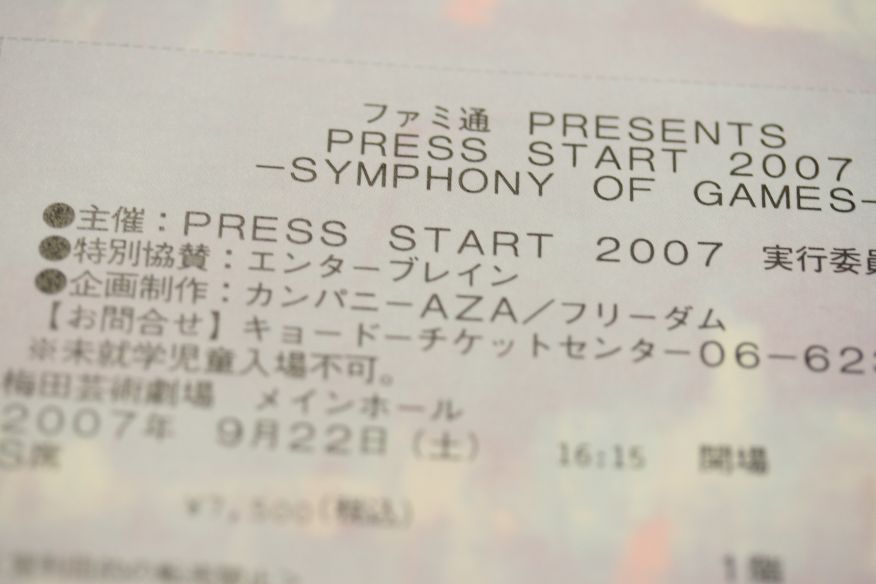 ファミ通 PRESENTS
PRESS START 2007
−SYMPHONY OF GAMES−
●主催：PRESS START 2007 実行委員
●特別協賛：エンターブレイン
●企画制作：カンパニーAZA／フリーダム
【お問合せ】キョードーチケットセンター06−623
※未就学児童入場不可。
梅田芸術劇場 メインホール
2007年 9月22日（土） 16:15 開場
S席
¥7,500(税込)
1階